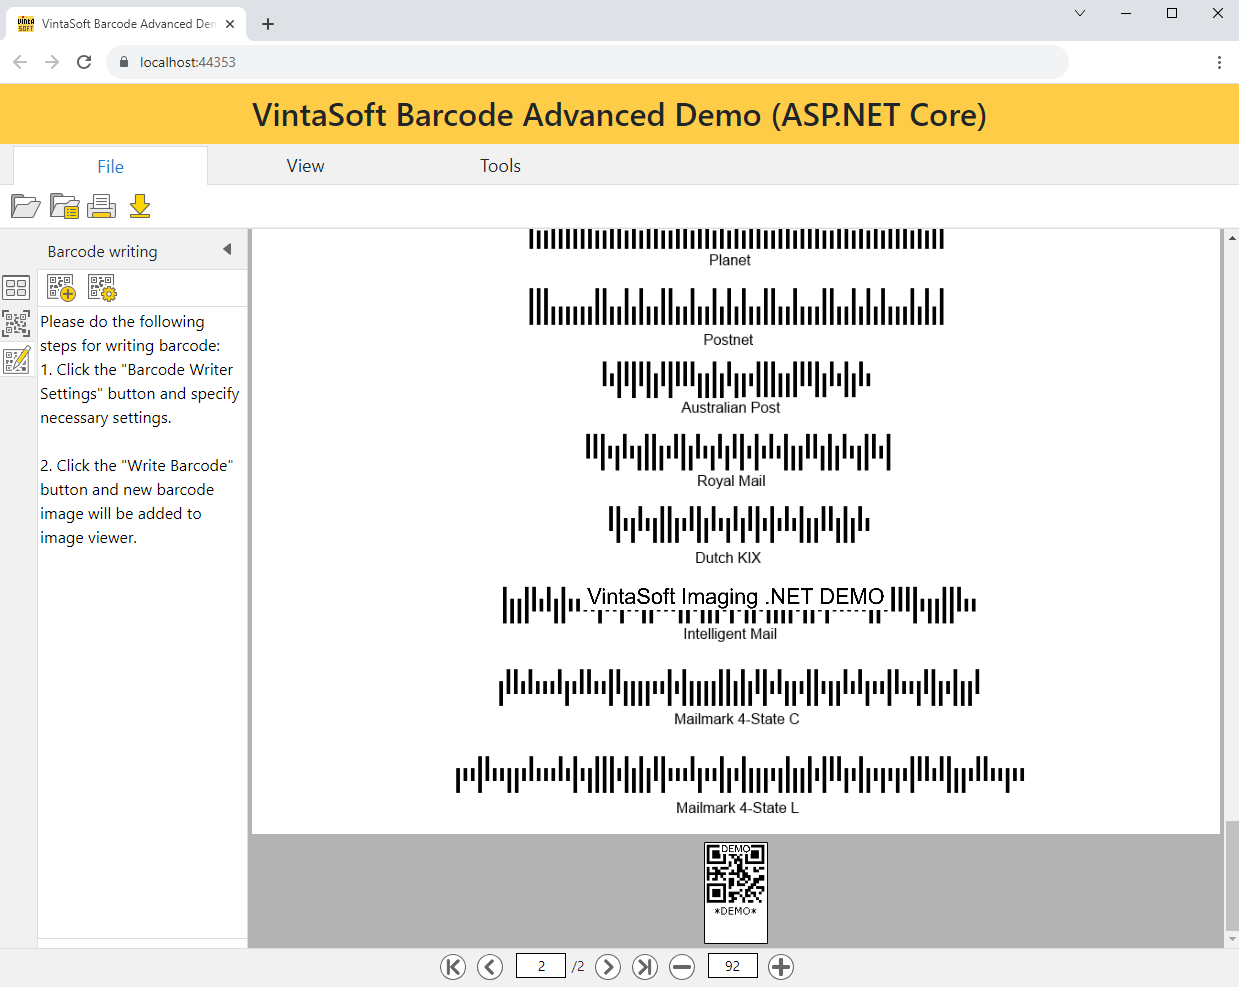 VintaSoft Barcode Advanced Den
localhost:44353
VintaSoft Barcode Advanced Demo (ASP.NET Core)
File View Tools
Barcode writing
Please do the following
steps for writing barcode:
1. Click the "Barcode Writer
Settings" button and specify
necessary settings.
2. Click the "Write Barcode"
button and new barcode
image will be added to
image viewer.
Planet
Postnet
Australian Post
Royal Mail
Dutch KIX
VintaSoft Imaging .NET DEMO
Intelligent Mail
Mailmark 4-State C
Mailmark 4-State L
DEMO
*DEMO*
2 /2 92